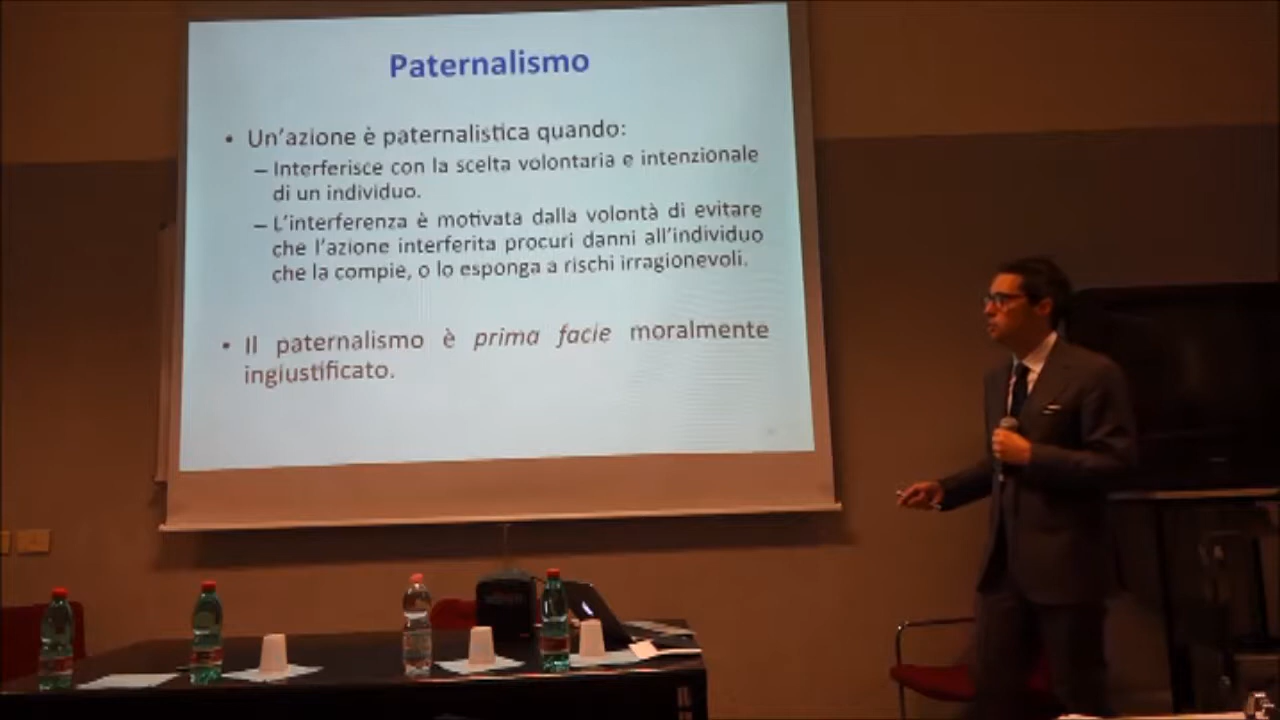 Paternalismo
• Un'azione è paternalistica quando:
– Interferisce con la scelta volontaria e intenzionale
di un individuo.
– L'interferenza è motivata dalla volontà di evitare
che l'azione interferita procuri danni all'individuo
che la compie, o lo esponga a rischi irragionevoli.
• Il paternalismo è prima facie moralmente
ingiustificato.